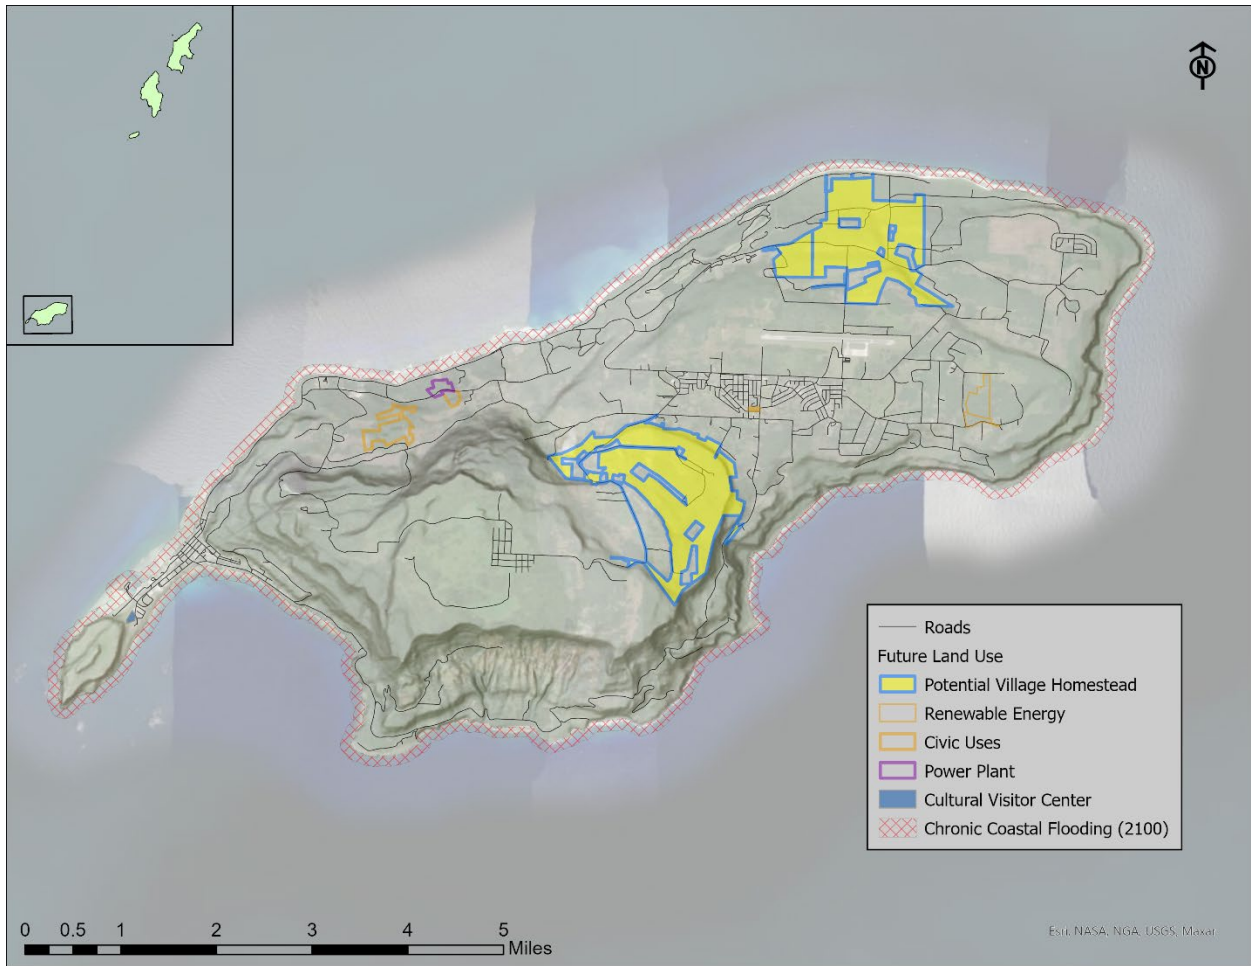 N
Roads
Future Land Use
Potential Village Homestead
Renewable Energy
Civic Uses
Power Plant
Cultural Visitor Center
Chronic Coastal Flooding (2100)
0 0.5 1 2 3 4 5
Miles
Esri, NASA, NGA, USGS, Maxar